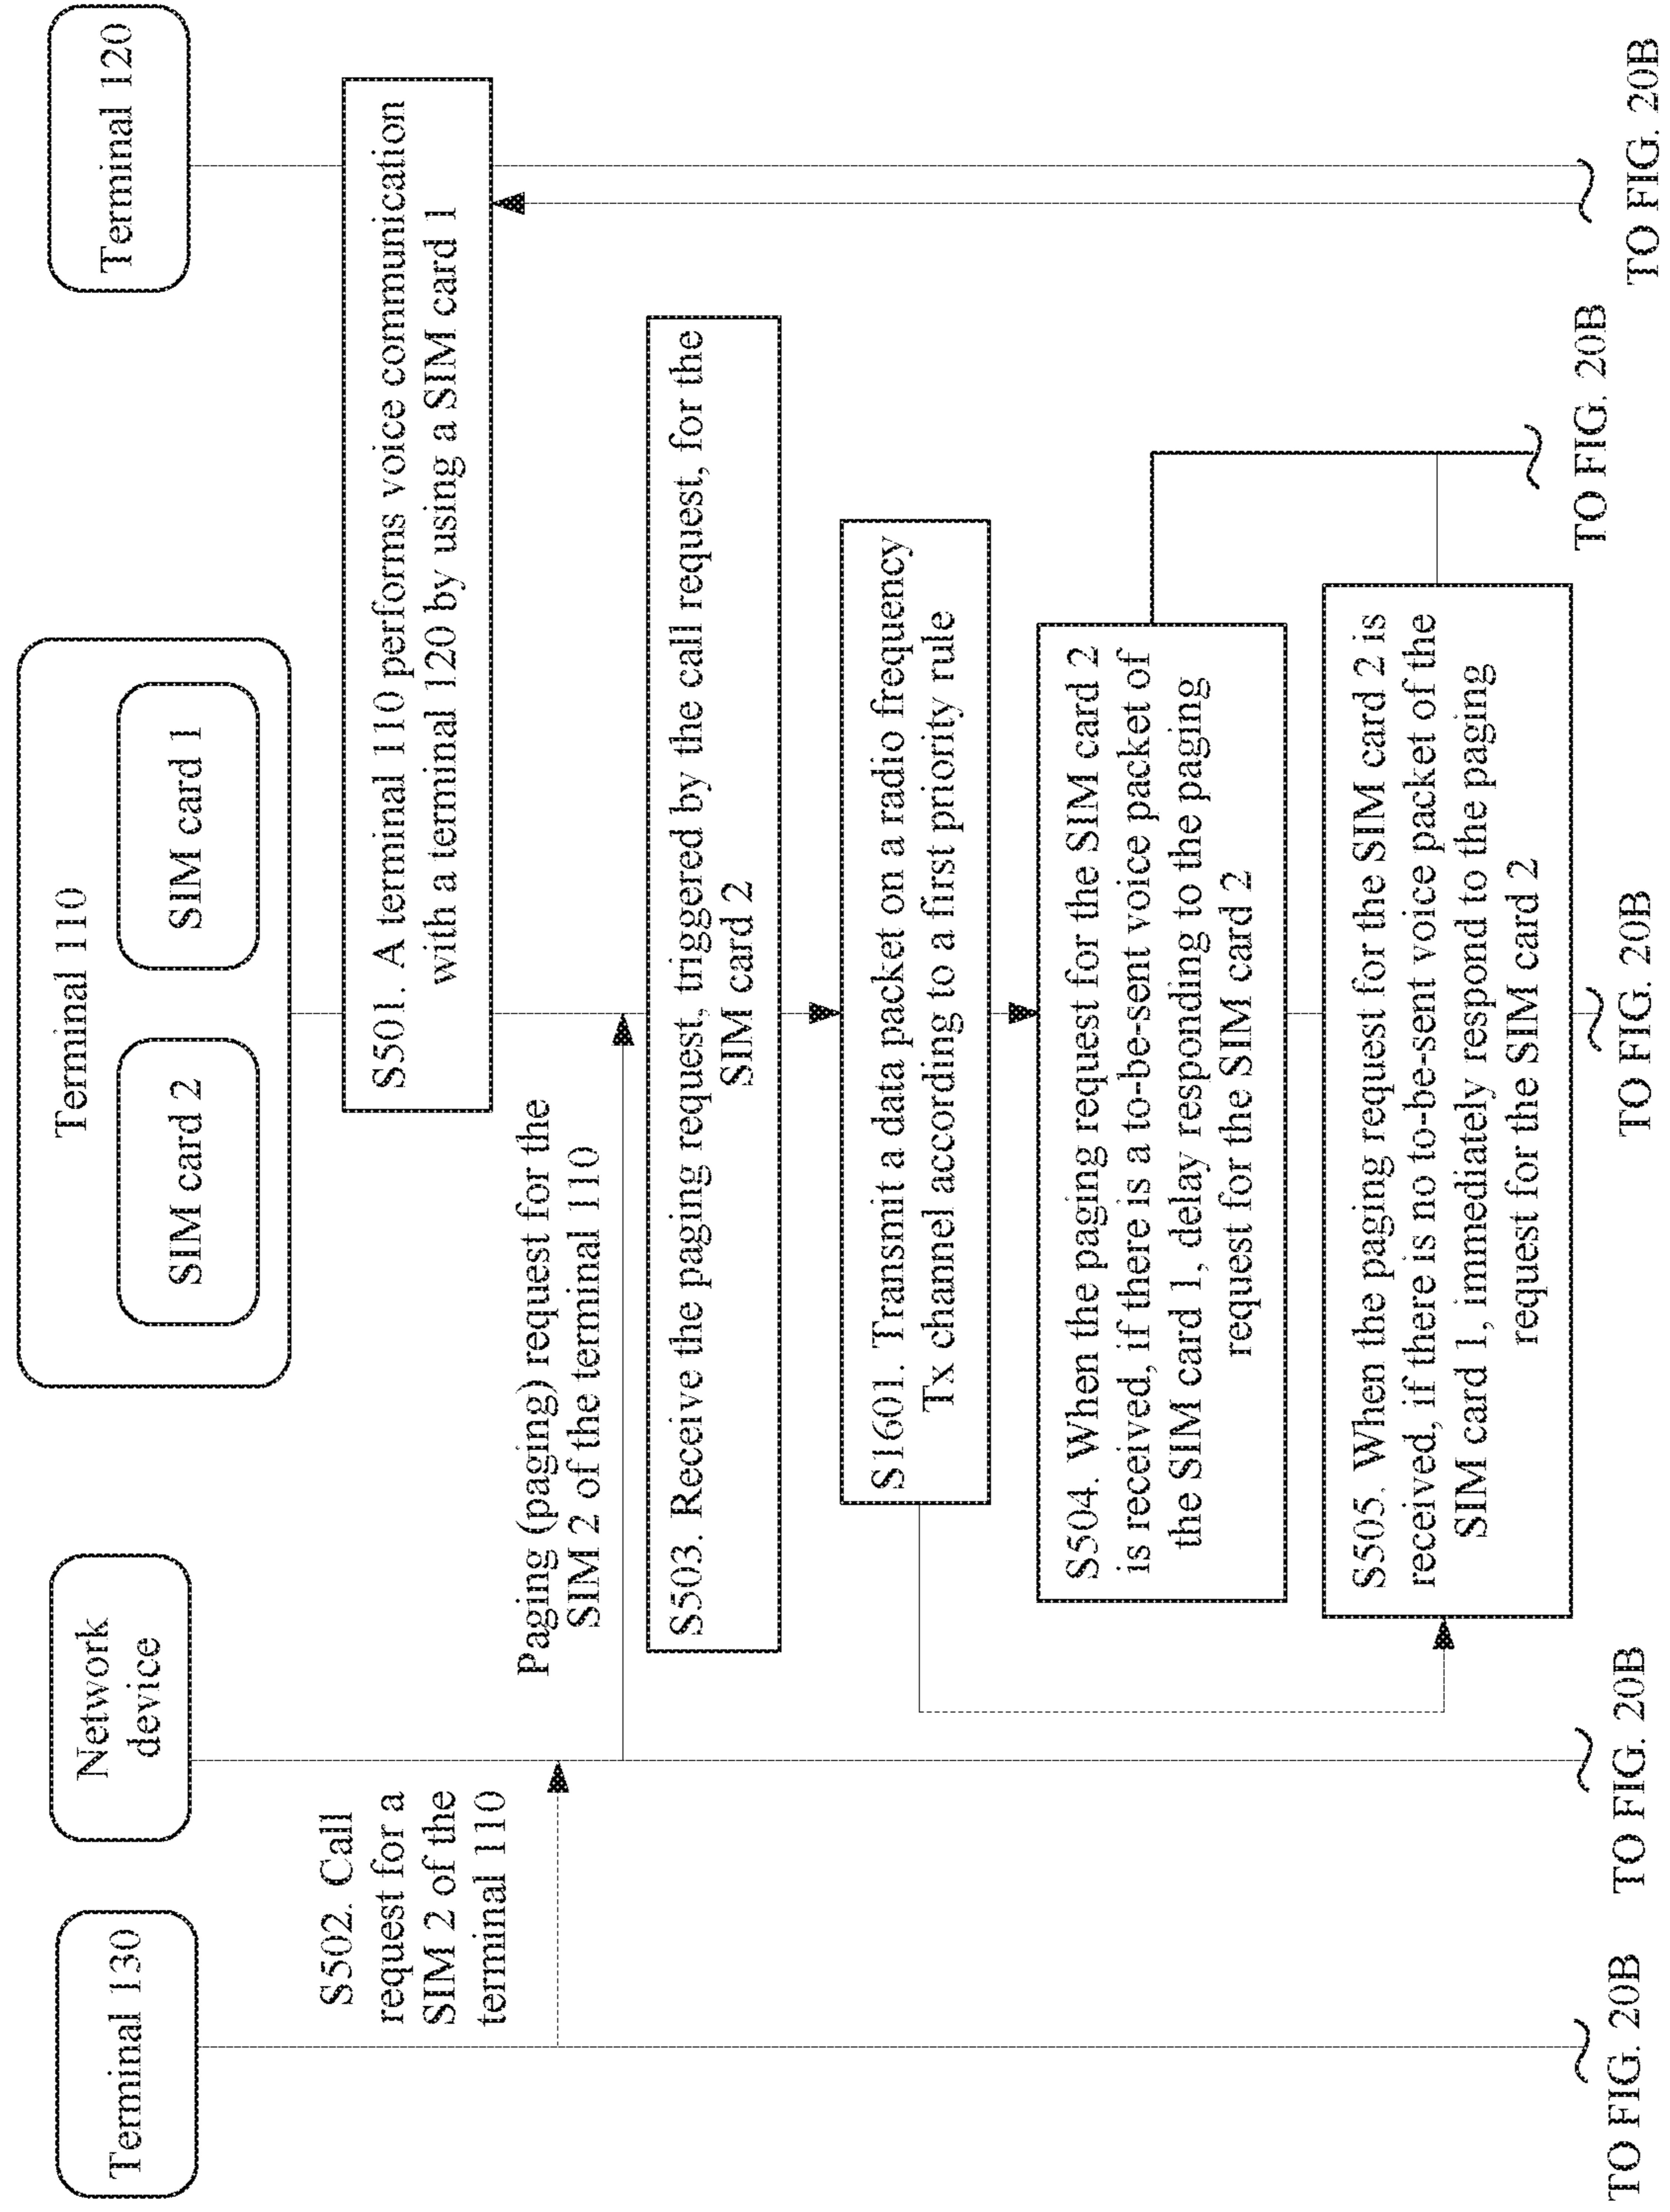 Terminal 130
Network
device
Terminal 110
SIM card 2
SIM card 1
Terminal 120
S501. A terminal 110 performs voice communication
with a terminal 120 by using a SIM card 1
S502. Call
request for a
SIM 2 of the
terminal 110
Paging (paging) request for the
SIM 2 of the terminal 110
S503. Receive the paging request, triggered by the call request, for the
SIM card 2
S1601. Transmit a data packet on a radio frequency
Tx channel according to a first priority rule
S504. When the paging request for the SIM card 2
is received, if there is a to-be-sent voice packet of
the SIM card 1, delay responding to the paging
request for the SIM card 2
S505. When the paging request for the SIM card 2 is
received, if there is no to-be-sent voice packet of the
SIM card 1, immediately respond to the paging
request for the SIM card 2
TO FIG. 20B
TO FIG. 20B
TO FIG. 20B
TO FIG. 20B
TO FIG. 20B